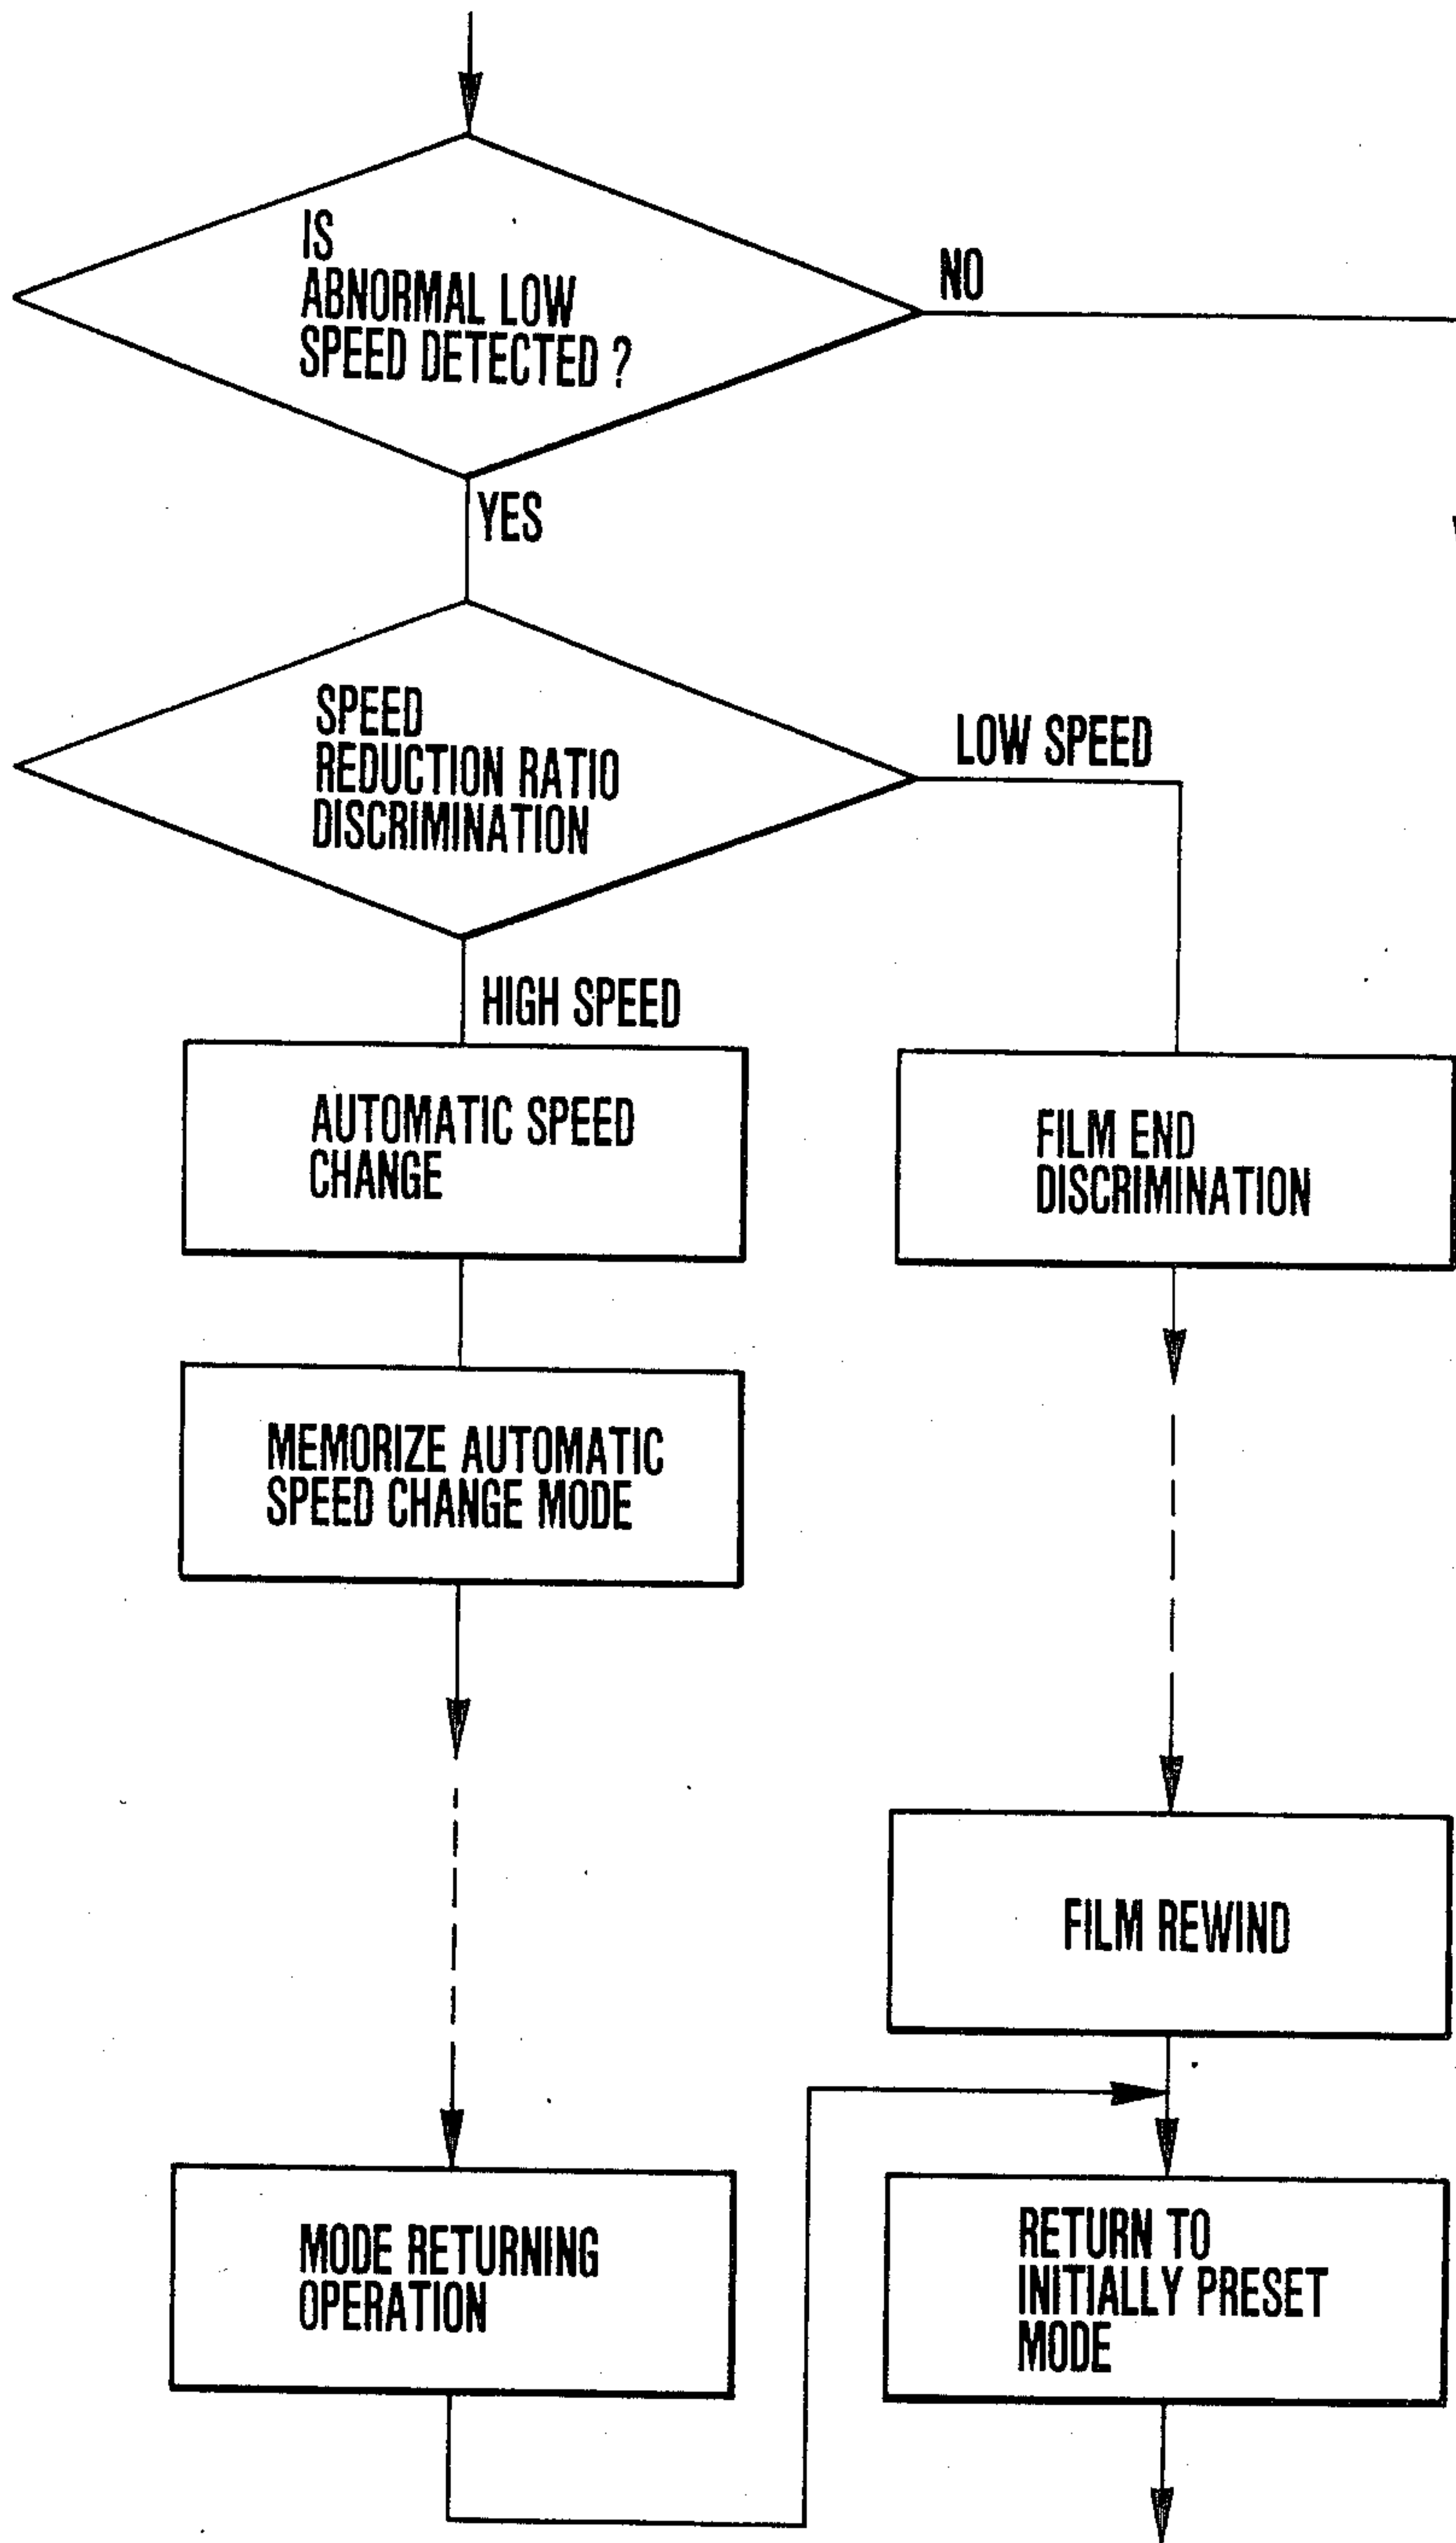 IS
ABNORMAL LOW
SPEED DETECTED ?
NO
YES
SPEED
REDUCTION RATIO
DISCRIMINATION
LOW SPEED
HIGH SPEED
AUTOMATIC SPEED
CHANGE
FILM END
DISCRIMINATION
MEMORIZE AUTOMATIC
SPEED CHANGE MODE
FILM REWIND
MODE RETURNING
OPERATION
RETURN TO
INITIALLY PRESET
MODE